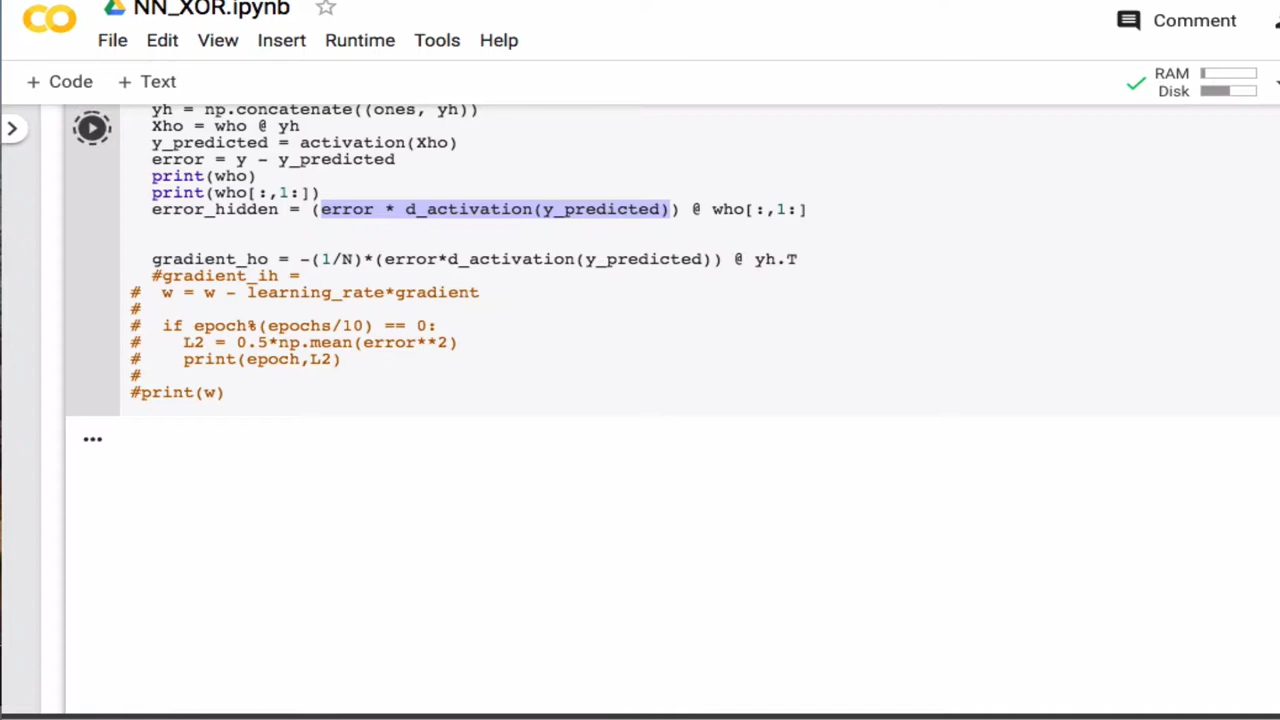 NN_XOR.ipynb
Comment
File Edit View Insert Runtime Tools Help
+ Code + Text
RAM
Disk
yh = np.concatenate((ones, yh))
Xho = who @ yh
y_predicted = activation(Xho)
error = y - y_predicted
print(who)
print(who[:,1:])
error_hidden = (error * d_activation(y_predicted)) @ who[:,1:]
gradient_ho = -(1/N)*(error*d_activation(y_predicted)) @ yh.T
#gradient_ih =
#  w = w - learning_rate*gradient
#
#  if epoch%(epochs/10) == 0:
#    L2 = 0.5*np.mean(error**2)
#    print(epoch,L2)
#
#print(w)